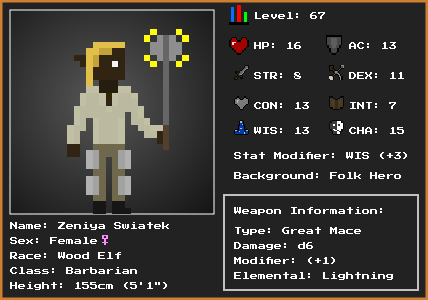 Level: 67
HP: 16
AC: 13
STR: 8
DEX: 11
CON: 13
INT: 7
WIS: 13
CHA: 15
Stat Modifier: WIS (+3)
Background: Folk Hero
Name: Zeniya Swiatek
Sex: Female♀
Race: Wood Elf
Class: Barbarian
Height: 155cm (5'1")
Weapon Information:
Type: Great Mace
Damage: d6
Modifier: (+1)
Elemental: Lightning